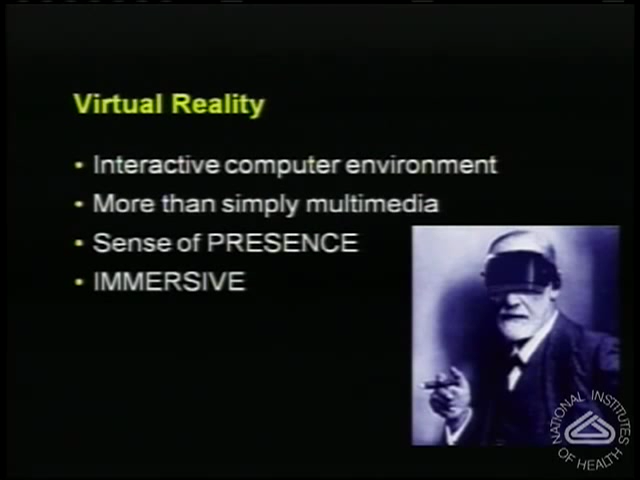 Virtual Reality
• Interactive computer environment
• More than simply multimedia
• Sense of PRESENCE
• IMMERSIVE
NATIONAL INSTITUTES
OF HEALTH